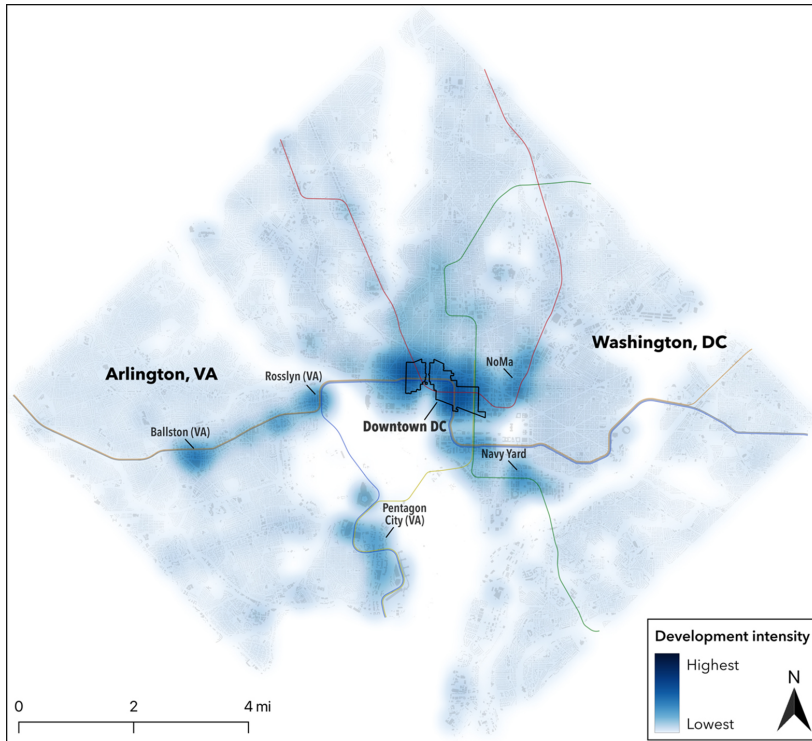 NoMa
Washington, DC
Arlington, VA
Rosslyn (VA)
Downtown DC
Ballston (VA)
Navy Yard
Pentagon
City (VA)
Development intensity
Highest
Lowest
N
0 2 4 mi